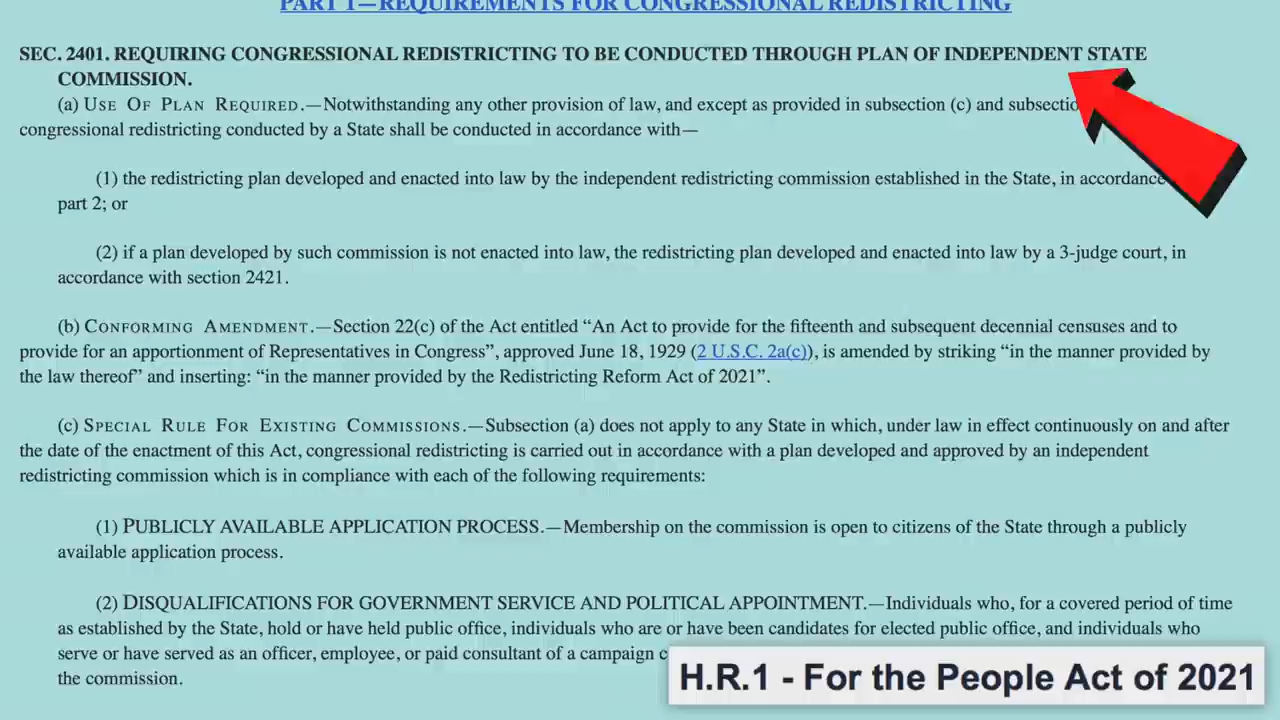 PART 1—REQUIREMENTS FOR CONGRESSIONAL REDISTRICTING
SEC. 2401. REQUIRING CONGRESSIONAL REDISTRICTING TO BE CONDUCTED THROUGH PLAN OF INDEPENDENT STATE
COMMISSION.
(a) USE OF PLAN REQUIRED.—Notwithstanding any other provision of law, and except as provided in subsection (c) and
congressional redistricting conducted by a State shall be conducted in accordance with—
(1) the redistricting plan developed and enacted into law by the independent redistricting commission established in the State, in accordance
part 2; or
(2) if a plan developed by such commission is not enacted into law, the redistricting plan developed and enacted into law by a 3-judge court, in
accordance with section 2421.
(b) CONFORMING AMENDMENT.—Section 22(c) of the Act entitled “An Act to provide for the fifteenth and subsequent decennial censuses and to
provide for an apportionment of Representatives in Congress”, approved June 18, 1929 (2 U.S.C. 2a(c)), is amended by striking “in the manner provided by
the law thereof” and inserting: “in the manner provided by the Redistricting Reform Act of 2021”.
(c) SPECIAL RULE FOR EXISTING COMMISSIONS.—Subsection (a) does not apply to any State in which, under law in effect continuously on and after
the date of the enactment of this Act, congressional redistricting is carried out in accordance with a plan developed and approved by an independent
redistricting commission which is in compliance with each of the following requirements:
(1) PUBLICLY AVAILABLE APPLICATION PROCESS.—Membership on the commission is open to citizens of the State through a publicly
available application process.
(2) DISQUALIFICATIONS FOR GOVERNMENT SERVICE AND POLITICAL APPOINTMENT.—Individuals who, for a covered period of time
as established by the State, hold or have held public office, individuals who are or have been candidates for elected public office, and individuals who
serve or have served as an officer, employee, or paid consultant of a campaign
the commission.
H.R.1 - For the People Act of 2021